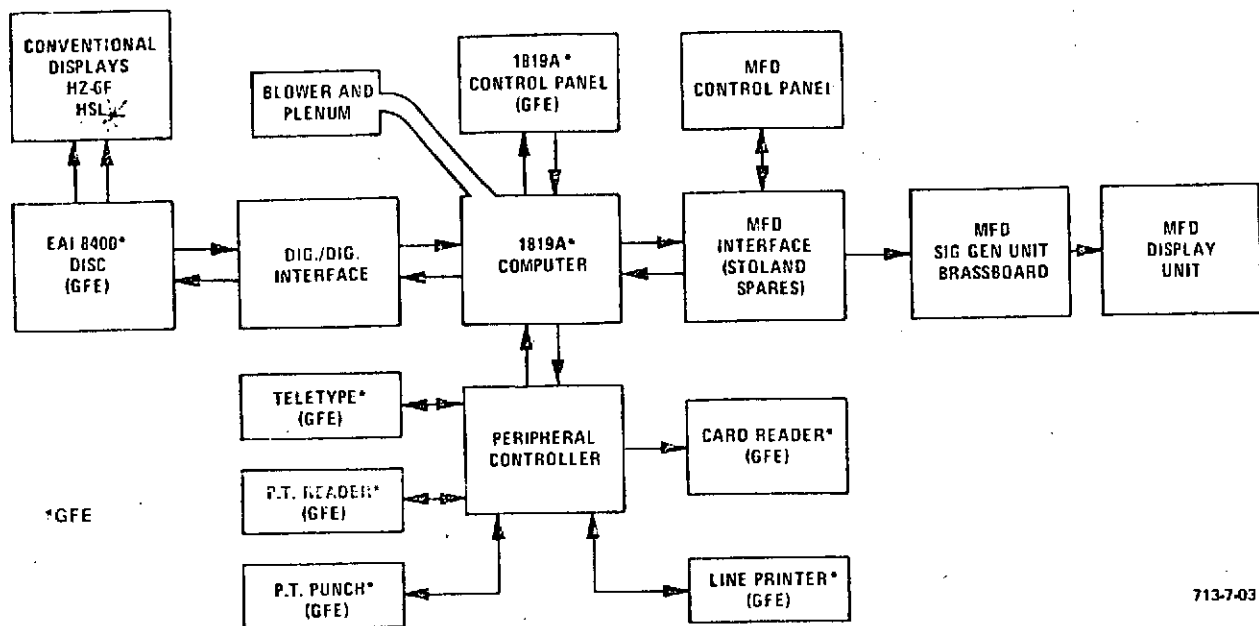 CONVENTIONAL
DISPLAYS
HZ-6F
HSL
BLOWER AND
PLENUM
1819A*
CONTROL PANEL
(GFE)
MFD
CONTROL PANEL
EAI 8400*
DISC
(GFE)
DIG./DIG.
INTERFACE
1819A*
COMPUTER
MFD
INTERFACE
(STOLAND
SPARES)
MFD
SIG GEN UNIT
BRASSBOARD
MFD
DISPLAY
UNIT
TELETYPE*
(GFE)
PERIPHERAL
CONTROLLER
CARD READER*
(GFE)
P.T. READER*
(GFE)
*GFE
P.T. PUNCH*
(GFE)
LINE PRINTER*
(GFE)
713-7-03